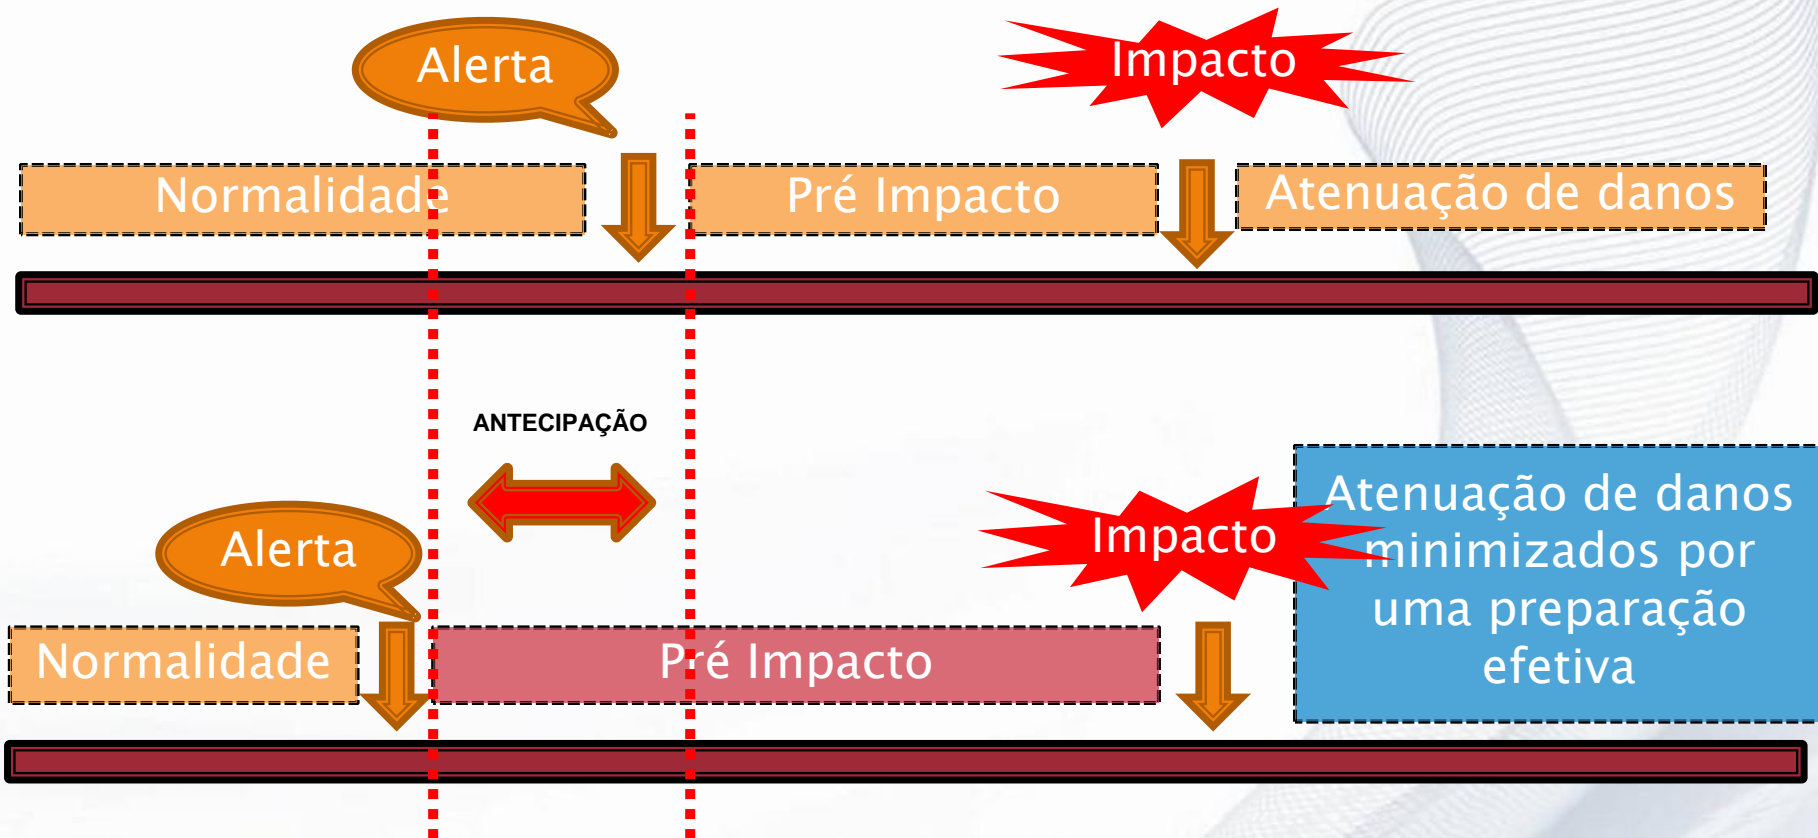 Alerta
Impacto
Normalidade
Pré Impacto
Atenuação de danos
ANTECIPAÇÃO
Alerta
Impacto
Atenuação de danos
minimizados por
uma preparação
efetiva
Normalidade
Pré Impacto